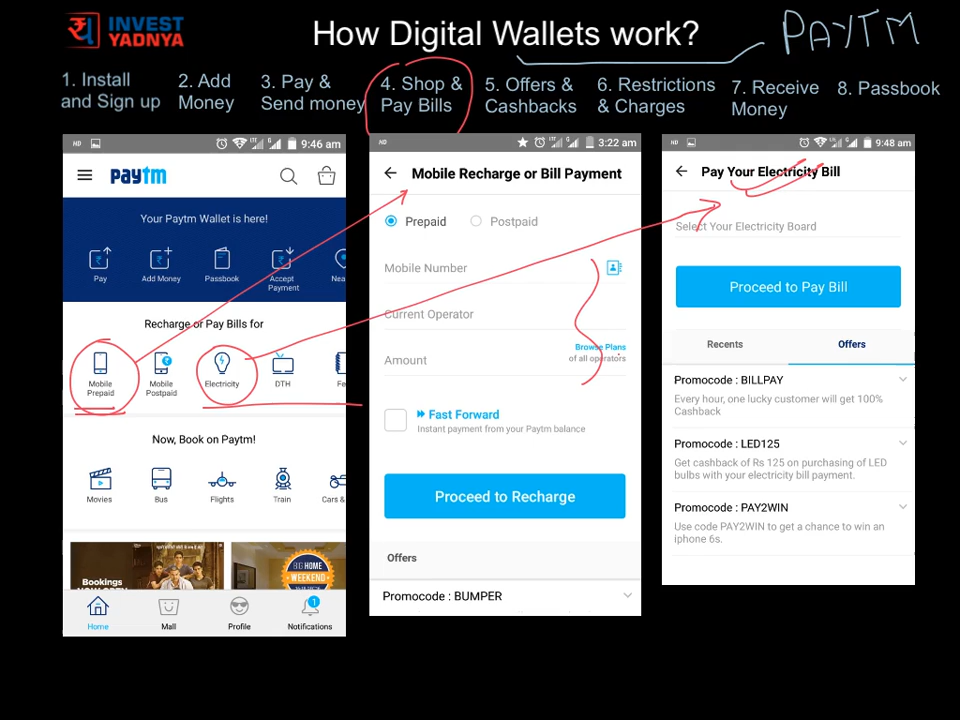 INVEST
YADNYA
How Digital Wallets work?
PAYTM
1. Install
and Sign up
2. Add
Money
3. Pay &
Send money
4. Shop &
Pay Bills
5. Offers &
Cashbacks
6. Restrictions
& Charges
7. Receive
Money
8. Passbook
HD
9:46 am
paytm
Your Paytm Wallet is here!
Pay
Add Money
Passbook
Accept
Payment
Nea
Recharge or Pay Bills for
Mobile
Prepaid
Mobile
Postpaid
Electricity
DTH
Fe
Now, Book on Paytm!
Movies
Bus
Flights
Train
Cars &
Bookings
BIG HOME
WEEKEND
Home
Mall
Profile
1
Notifications
HD
3:22 am
Mobile Recharge or Bill Payment
Prepaid
Postpaid
Mobile Number
Current Operator
Amount
Browse Plans
of all operators
Fast Forward
Instant payment from your Paytm balance
Proceed to Recharge
Offers
Promocode : BUMPER
HD
9:48 am
Pay Your Electricity Bill
Select Your Electricity Board
Proceed to Pay Bill
Recents
Offers
Promocode : BILLPAY
Every hour, one lucky customer will get 100%
Cashback
Promocode : LED125
Get cashback of Rs 125 on purchasing of LED
bulbs with your electricity bill payment.
Promocode : PAY2WIN
Use code PAY2WIN to get a chance to win an
iphone 6s.